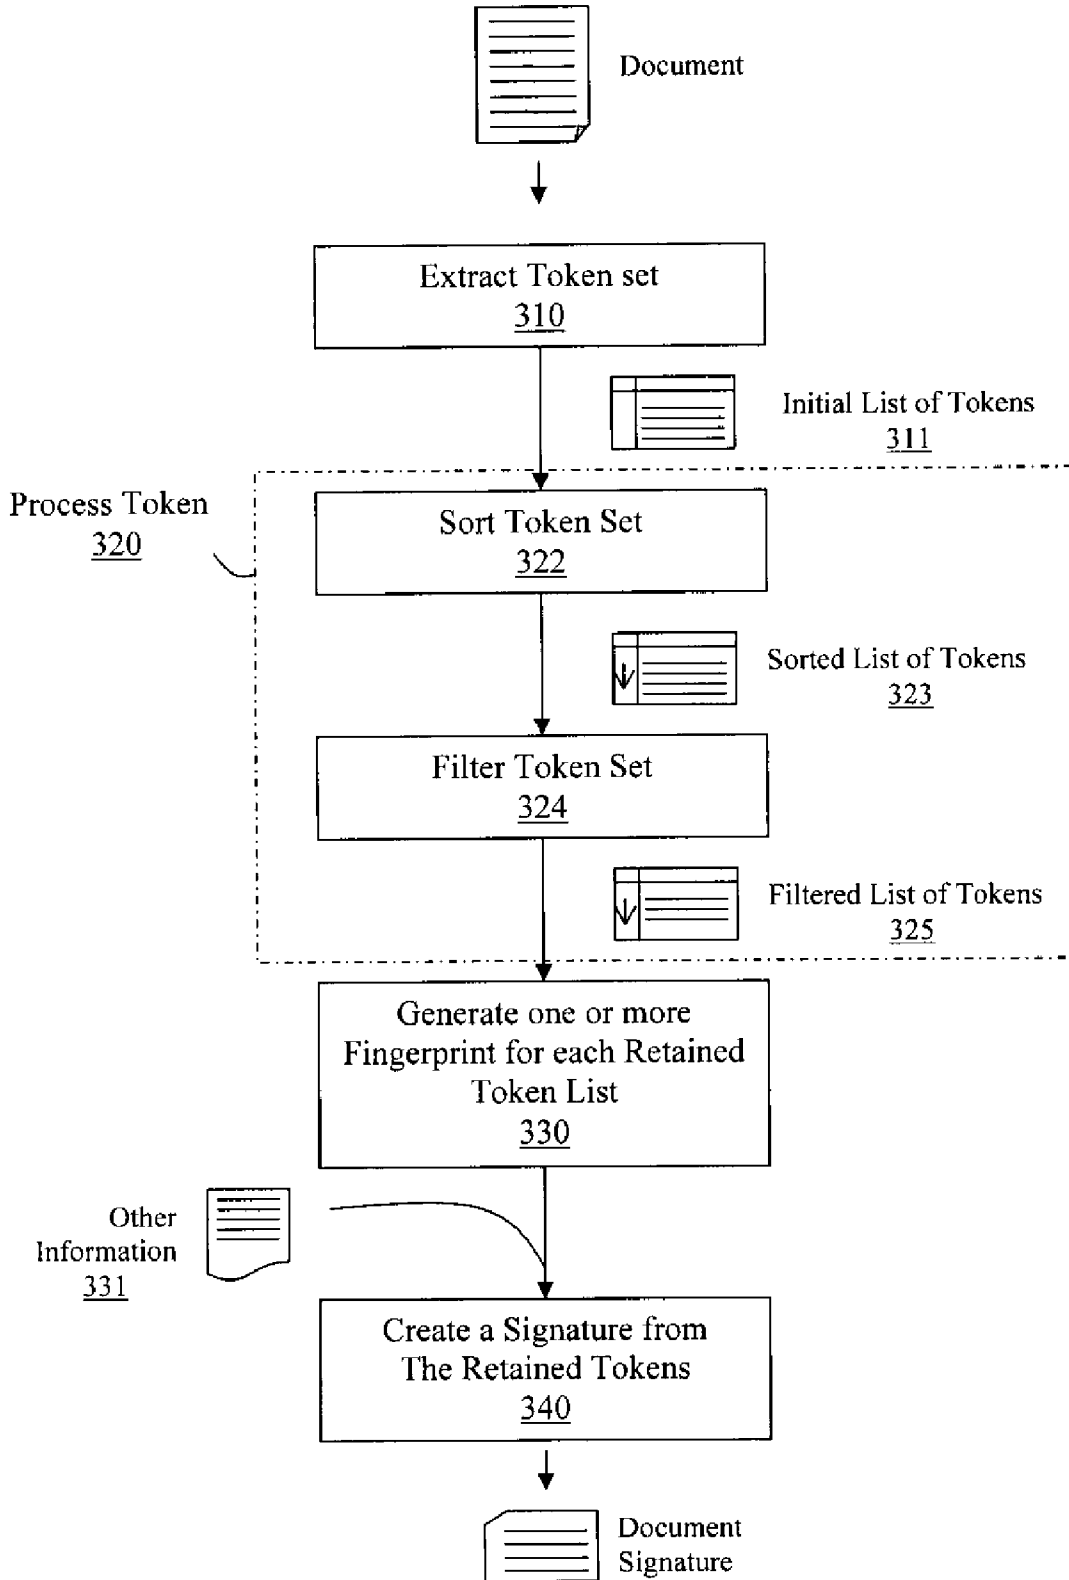 Document
Extract Token set
310
Initial List of Tokens
311
Process Token
320
Sort Token Set
322
Sorted List of Tokens
323
Filter Token Set
324
Filtered List of Tokens
325
Generate one or more
Fingerprint for each Retained
Token List
330
Other
Information
331
Create a Signature from
The Retained Tokens
340
Document
Signature